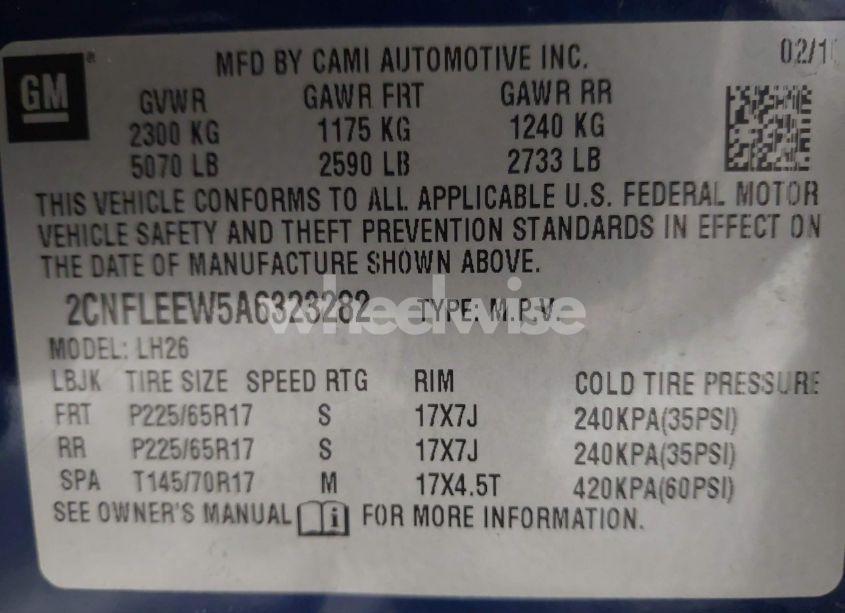 GM
MFD BY CAMI AUTOMOTIVE INC.
02/1
GVWR GAWR FRT GAWR RR
2300 KG 1175 KG 1240 KG
5070 LB 2590 LB 2733 LB
THIS VEHICLE CONFORMS TO ALL APPLICABLE U.S. FEDERAL MOTOR
VEHICLE SAFETY AND THEFT PREVENTION STANDARDS IN EFFECT ON
THE DATE OF MANUFACTURE SHOWN ABOVE.
2CNFLEEW5A6323282 TYPE: M.P.V.
wheelwise
MODEL: LH26
LBJK TIRE SIZE SPEED RTG RIM COLD TIRE PRESSURE
FRT P225/65R17 S 17X7J 240KPA(35PSI)
RR P225/65R17 S 17X7J 240KPA(35PSI)
SPA T145/70R17 M 17X4.5T 420KPA(60PSI)
SEE OWNER'S MANUAL i FOR MORE INFORMATION.